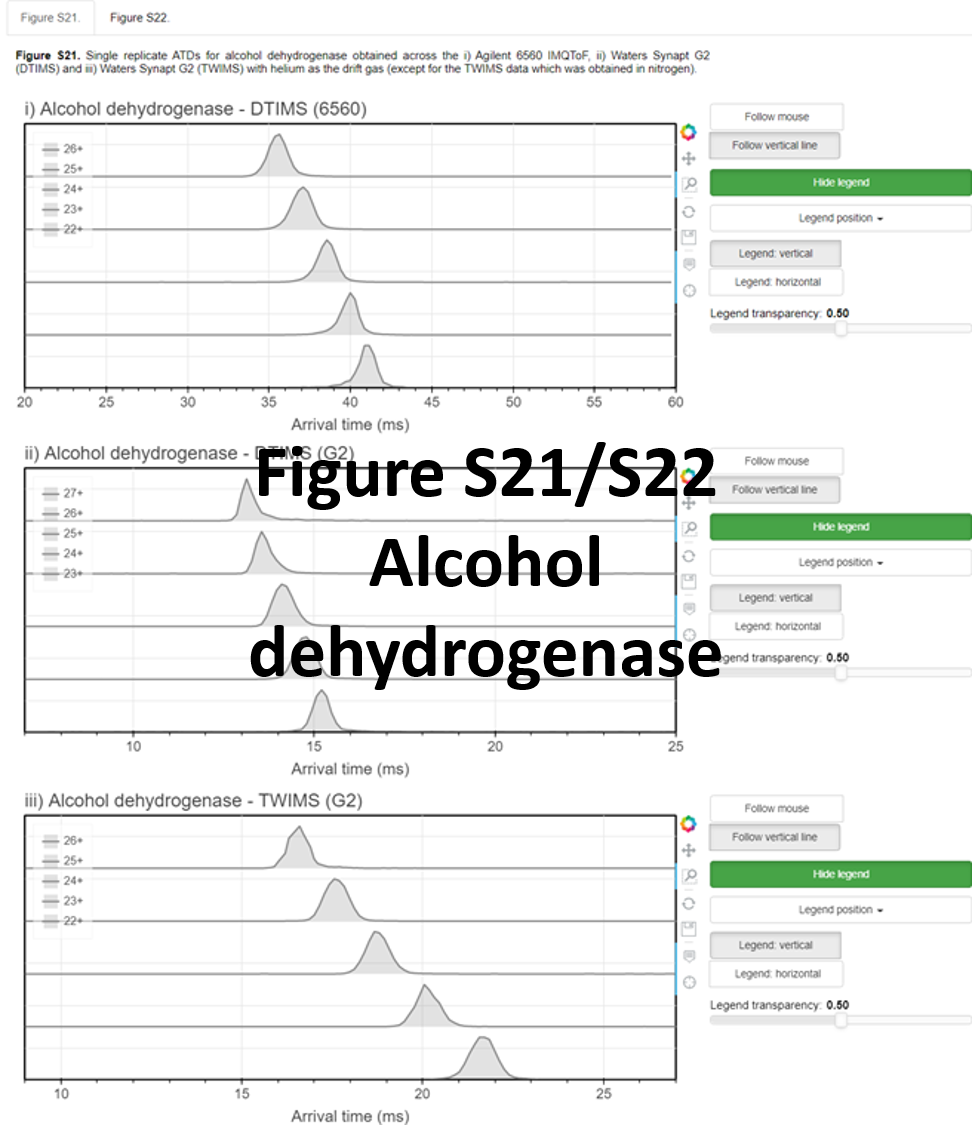 Figure S21.
Figure S22.
Figure S21. Single replicate ATDs for alcohol dehydrogenase obtained across the i) Agilent 6560 IMQToF, ii) Waters Synapt G2
(DTIMS) and iii) Waters Synapt G2 (TWIMS) with helium as the drift gas (except for the TWIMS data which was obtained in nitrogen).
i) Alcohol dehydrogenase - DTIMS (6560)
26+
25+
24+
23+
22+
20 25 30 35 40 45 50 55 60
Arrival time (ms)
Follow mouse
Follow vertical line
Hide legend
Legend position
Legend: vertical
Legend: horizontal
Legend transparency: 0.50
ii) Alcohol dehydrogenase - DTIMS (G2)
27+
26+
25+
24+
23+
10 15 20 25
Arrival time (ms)
Follow mouse
Follow vertical line
Hide legend
Legend position
Legend: vertical
Legend: horizontal
Legend transparency: 0.50
Figure S21/S22
Alcohol
dehydrogenase
iii) Alcohol dehydrogenase - TWIMS (G2)
26+
25+
24+
23+
22+
10 15 20 25
Arrival time (ms)
Follow mouse
Follow vertical line
Hide legend
Legend position
Legend: vertical
Legend: horizontal
Legend transparency: 0.50